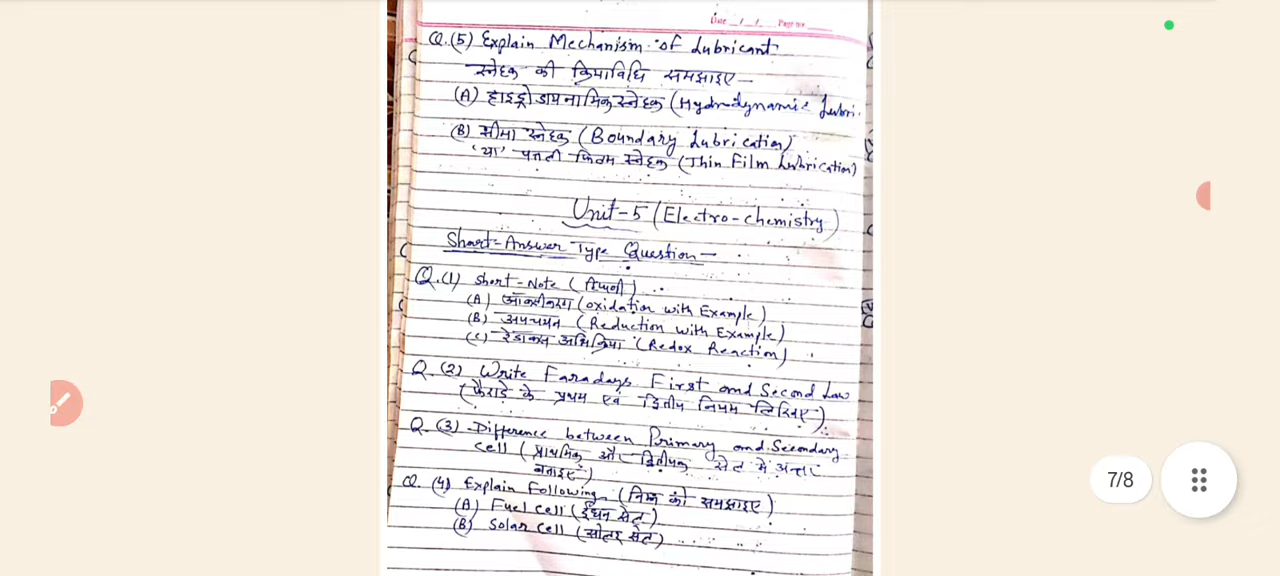 Date / / Page no
Q.(5) Explain Mechanism of Lubricant
स्नेहक की क्रियाविधि समझाइए—
(A) हाइड्रोडायनामिक स्नेहक (Hydrodynamic Lubri.
(B) सीमा स्नेहक (Boundary Lubrication)
'या' पतली फिल्म स्नेहक (Thin Film Lubrication)
Unit-5 (Electro-chemistry)
Short-Answer Type Question—
Q.(1) Short-Note (टिप्पणी)
(A) ऑक्सीकरण (oxidation with Example)
(B) अपचयन (Reduction with Example)
(C) रेडॉक्स अभिक्रिया (Redox Reaction)
Q.(2) Write Faradays First and Second Law
(फैराडे के प्रथम एवं द्वितीय नियम लिखिए)
Q.(3) Difference between Primary and Secondary
cell (प्राथमिक और द्वितीयक सेल में अन्तर
बताइए)
Q.(4) Explain Following (निम्न को समझाइए)
(A) Fuel cell (ईंधन सेल)
(B) Solar cell (सोलर सेल)
7/8